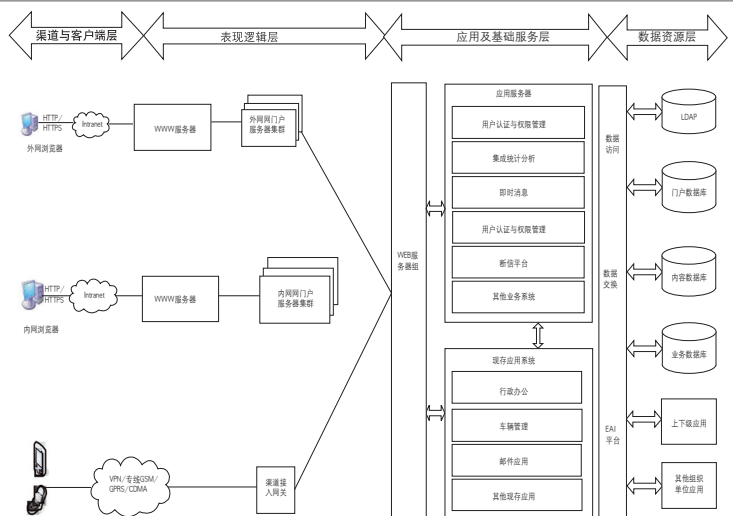 渠道与客户端层
表现逻辑层
应用及基础服务层
数据资源层
HTTP/
HTTPS
Intranet
外网浏览器
WWW服务器
外网网门户
服务器集群
HTTP/
HTTPS
Intranet
内网浏览器
WWW服务器
内网网门户
服务器集群
VPN/专线GSM/
GPRS/CDMA
渠道接
入网关
WEB服
务器组
应用服务器
用户认证与权限管理
集成统计分析
即时消息
用户认证与权限管理
断信平台
其他业务系统
现存应用系统
行政办公
车辆管理
邮件应用
其他现存应用
数据
访问
数据
交换
EAI
平台
LDAP
门户数据库
内容数据库
业务数据库
上下级应用
其他组织
单位应用